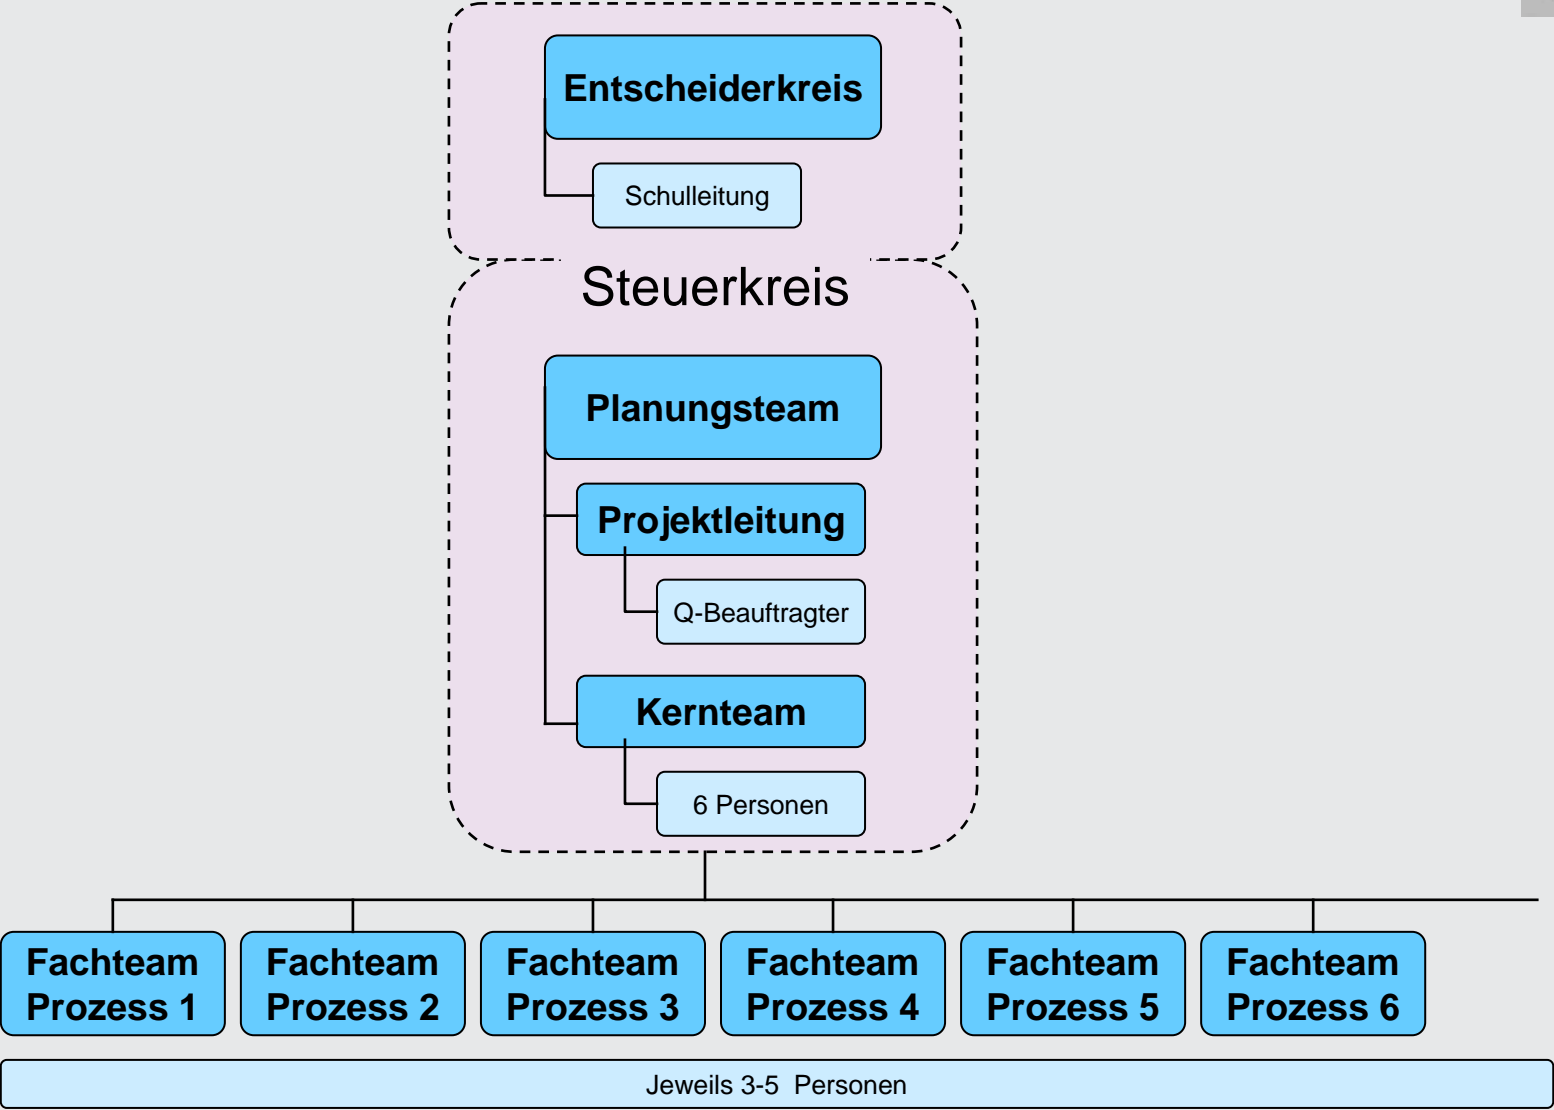 Entscheiderkreis
Schulleitung
Steuerkreis
Planungsteam
Projektleitung
Q-Beauftragter
Kernteam
6 Personen
Fachteam
Prozess 1
Fachteam
Prozess 2
Fachteam
Prozess 3
Fachteam
Prozess 4
Fachteam
Prozess 5
Fachteam
Prozess 6
Jeweils 3-5 Personen